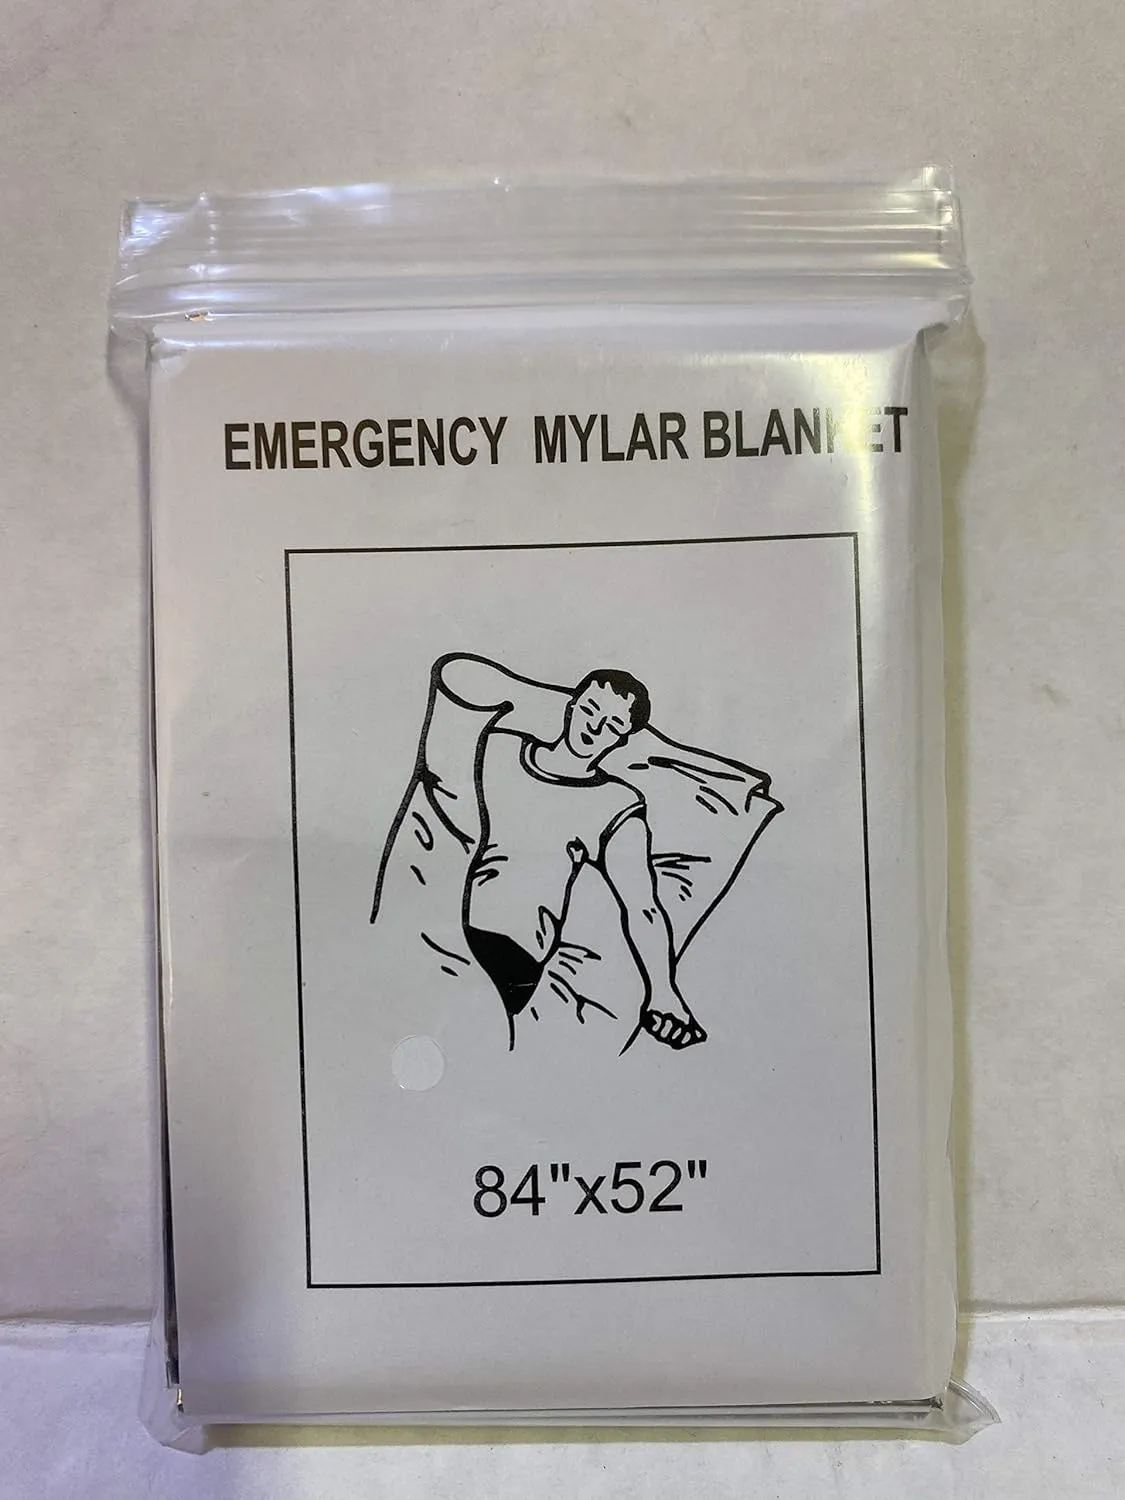 EMERGENCY MYLAR BLANKET
84"x52"